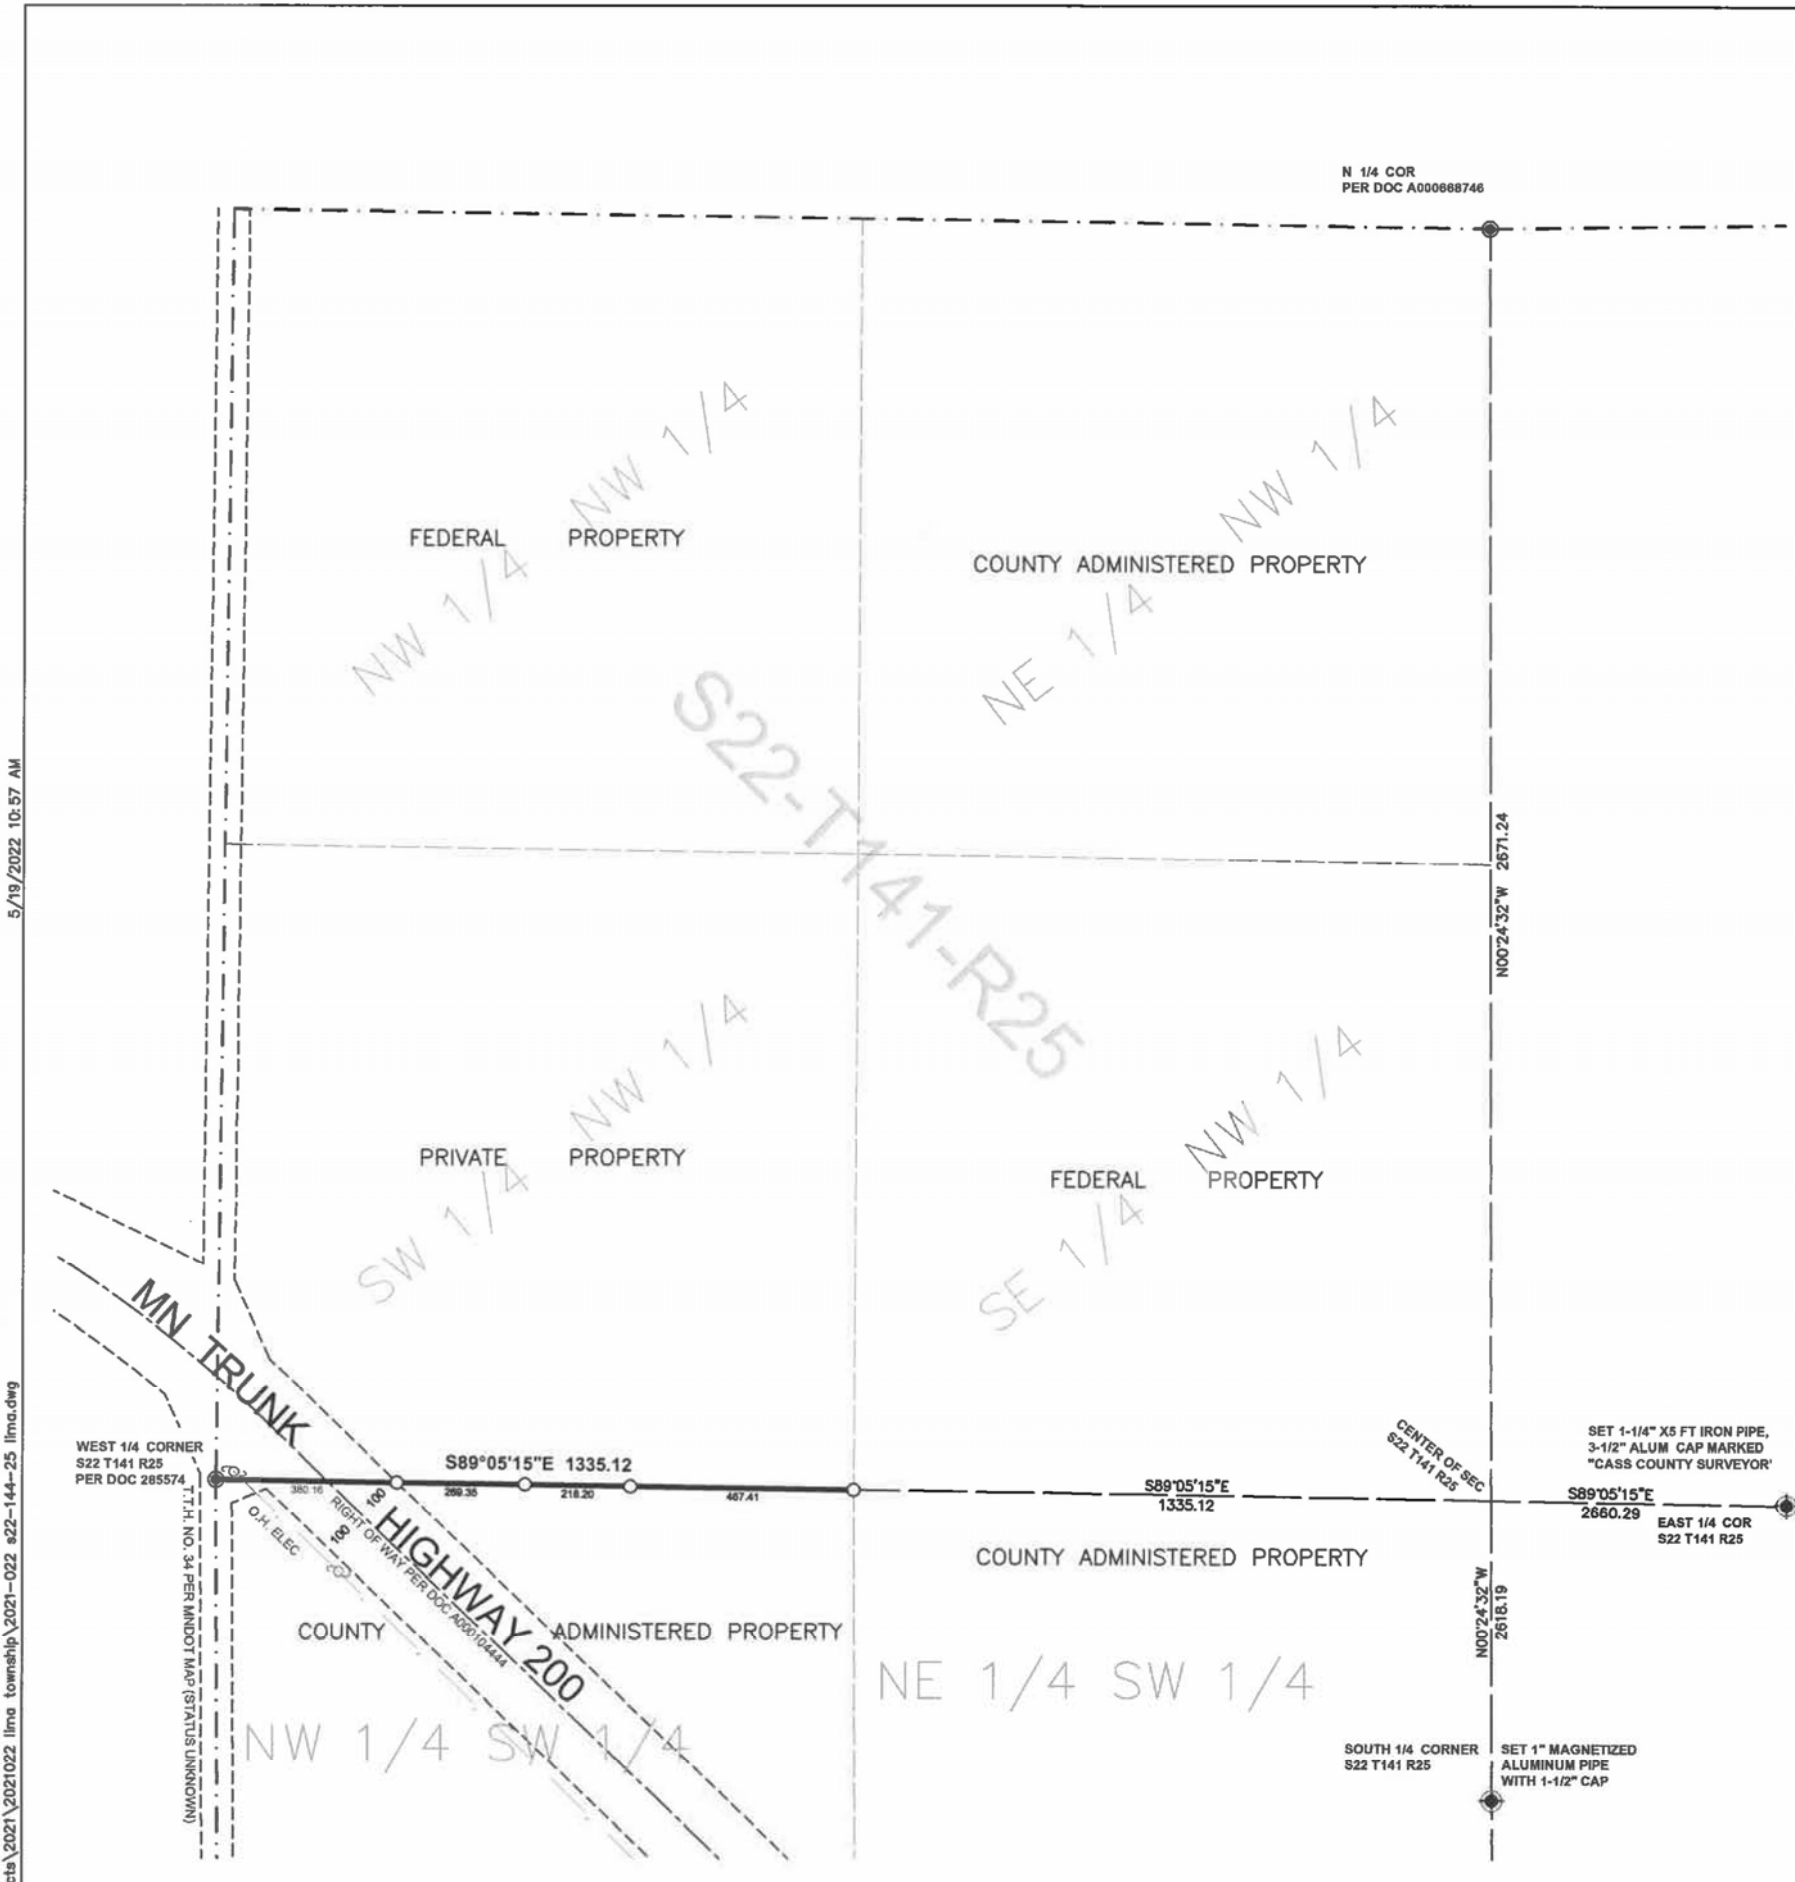 N 1/4 COR
PER DOC A000668746
NW 1/4
NW 1/4
FEDERAL PROPERTY
COUNTY ADMINISTERED PROPERTY
NW 1/4
NE 1/4
S22-T141-R25
5/19/2022 10:57 AM
N00°24'32"W 2671.24
NW 1/4
NW 1/4
PRIVATE PROPERTY
FEDERAL PROPERTY
SW 1/4
SE 1/4
MN TRUNK HIGHWAY 200
WEST 1/4 CORNER
S22 T141 R25
PER DOC 285574
S89°05'15"E 1335.12
380.16
269.35
218.20
467.41
100
100
RIGHT OF WAY PER DOC A000104444
O.H. ELEC
T.T.H. NO. 34 PER MNDOT MAP (STATUS UNKNOWN)
S89°05'15"E
1335.12
CENTER OF SEC
S22 T141 R25
SET 1-1/4" X5 FT IRON PIPE,
3-1/2" ALUM CAP MARKED
"CASS COUNTY SURVEYOR"
S89°05'15"E
2660.29
EAST 1/4 COR
S22 T141 R25
COUNTY ADMINISTERED PROPERTY
N00°24'32"W
2618.19
COUNTY ADMINISTERED PROPERTY
NE 1/4 SW 1/4
NW 1/4 SW 1/4
SOUTH 1/4 CORNER
S22 T141 R25
SET 1" MAGNETIZED
ALUMINUM PIPE
WITH 1-1/2" CAP
cts\2021\2021022 lima township\2021-022 s22-144-25 lima.dwg